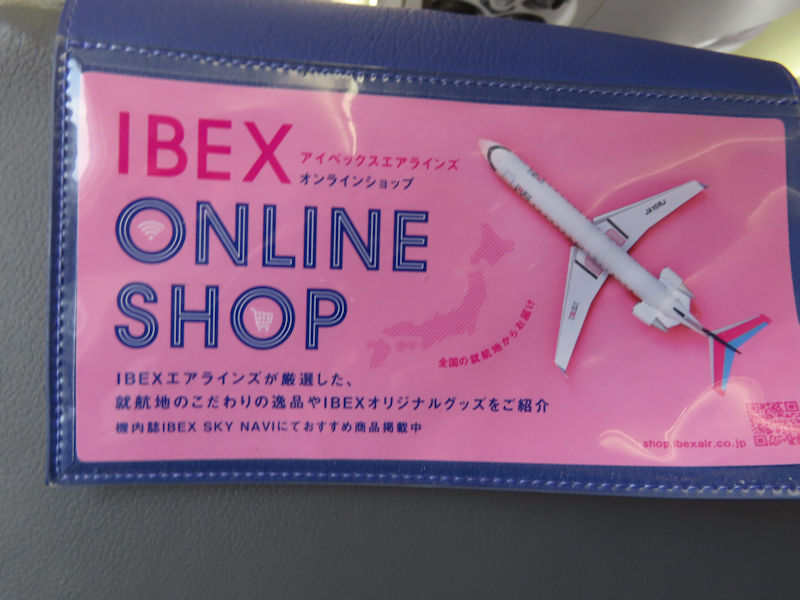 IBEX
アイベックスエアラインズ
オンラインショップ
ONLINE
SHOP
全国の就航地からお届け
IBEXエアラインズが厳選した、
就航地のこだわりの逸品やIBEXオリジナルグッズをご紹介
機内誌IBEX SKY NAVIにておすすめ商品掲載中
shop.ibexair.co.jp